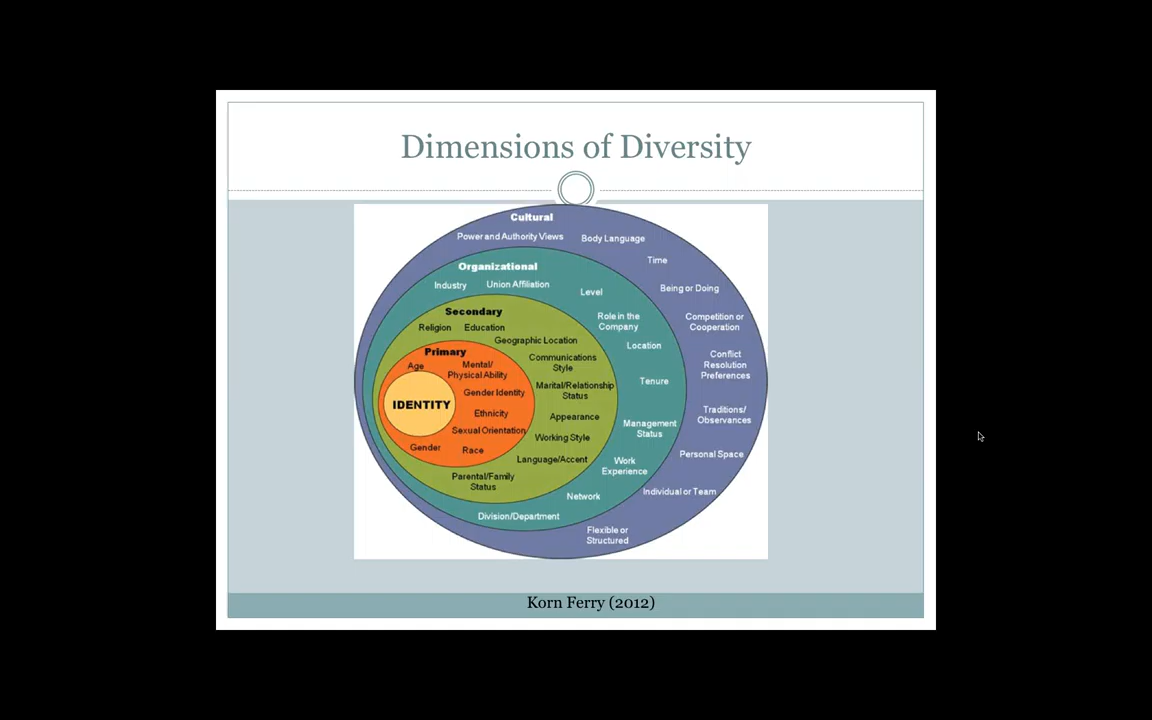 Dimensions of Diversity
Cultural
Power and Authority Views
Body Language
Time
Being or Doing
Competition or
Cooperation
Conflict
Resolution
Preferences
Traditions/
Observances
Personal Space
Individual or Team
Flexible or
Structured
Organizational
Industry
Union Affiliation
Level
Role in the
Company
Location
Tenure
Management
Status
Work
Experience
Network
Division/Department
Secondary
Religion
Education
Geographic Location
Communications
Style
Marital/Relationship
Status
Appearance
Working Style
Language/Accent
Parental/Family
Status
Primary
Age
Mental/
Physical Ability
Gender Identity
Ethnicity
Sexual Orientation
Race
Gender
IDENTITY
Korn Ferry (2012)